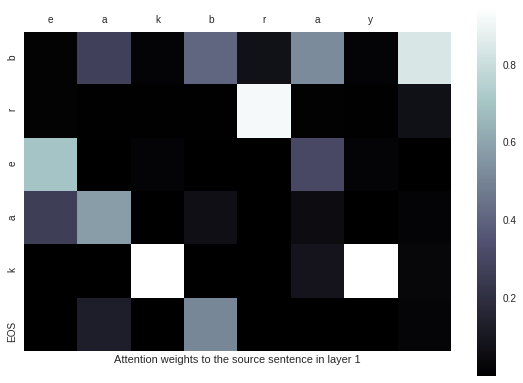 e a k b r a y
b
r
e
a
k
EOS
0.8
0.6
0.4
0.2
Attention weights to the source sentence in layer 1